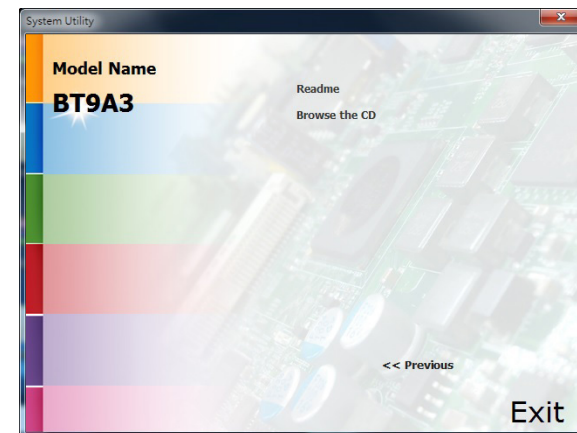 System Utility
Model Name
BT9A3
Readme
Browse the CD
<< Previous
Exit